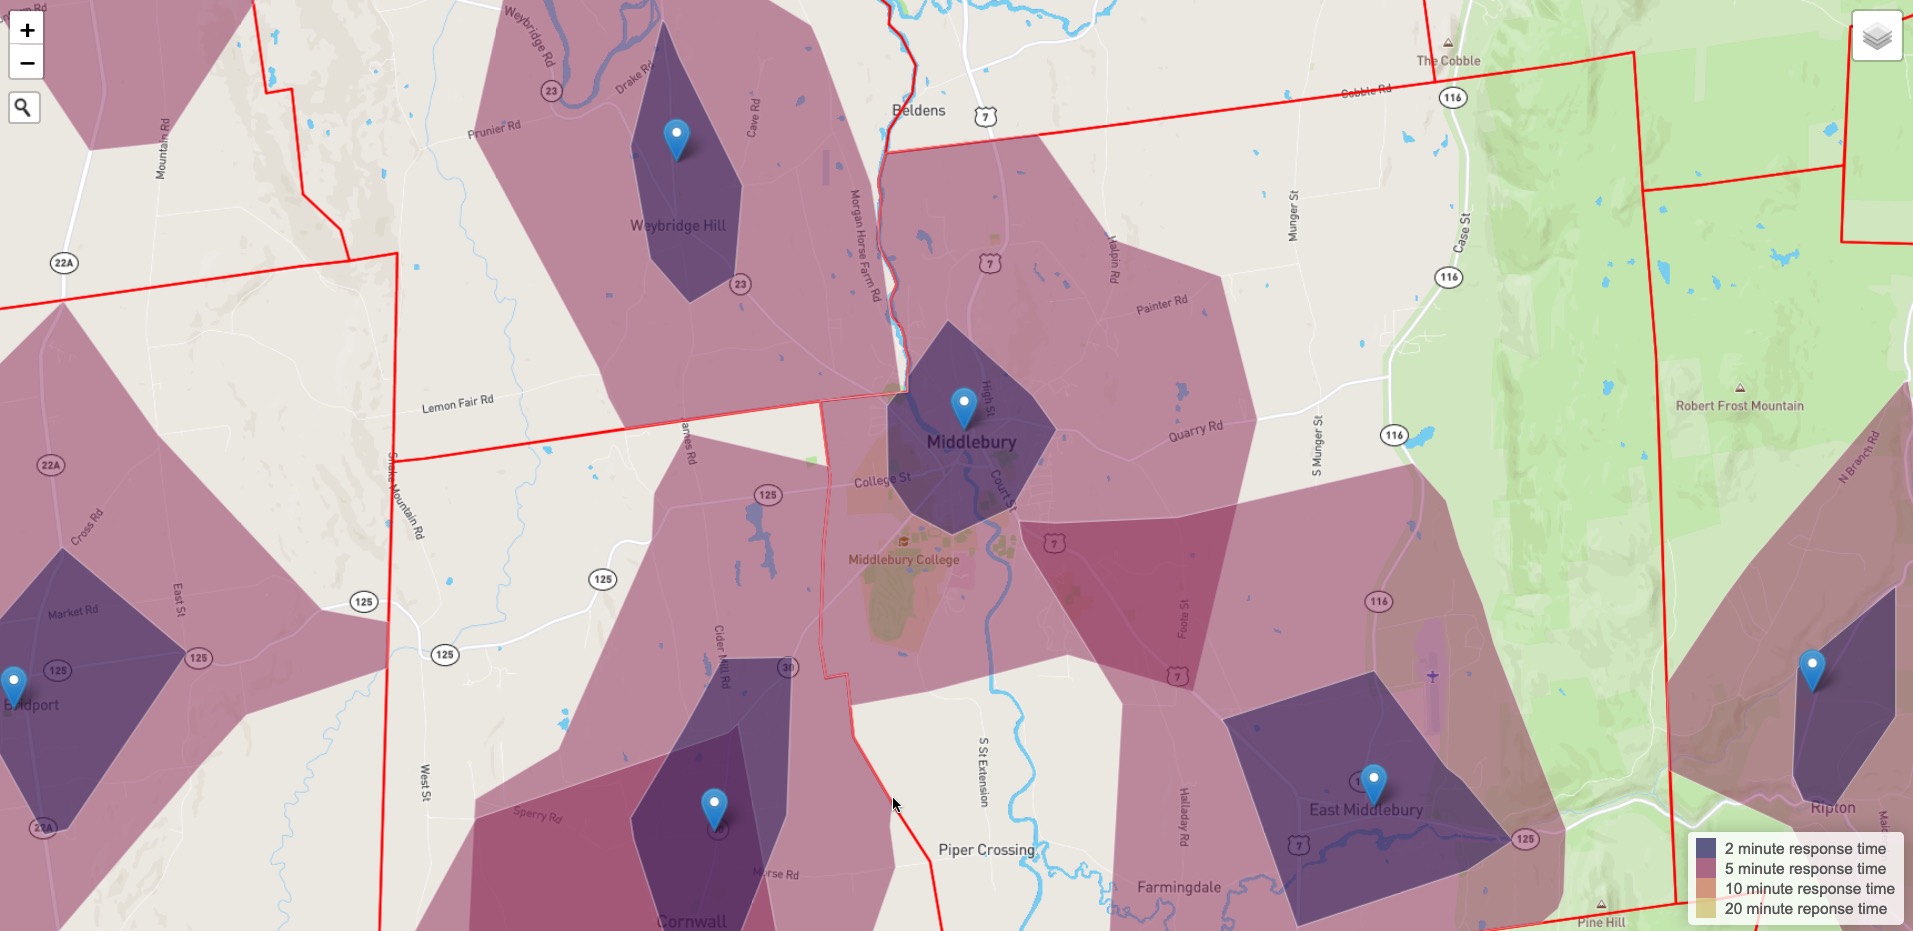 +
−
Weybridge Rd
The Cobble
23
Drake Rd
Cobble Rd
116
Beldens
7
Cave Rd
Prunier Rd
Mountain Rd
Munger St
Case St
Weybridge Hill
Morgan Horse Farm Rd
Halpin Rd
22A
7
116
23
Painter Rd
High St
Robert Frost Mountain
Lemon Fair Rd
Middlebury
Quarry Rd
116
S Munger St
N Branch Rd
22A
College St
Court St
125
Snake Mountain Rd
Cross Rd
7
Middlebury College
125
East St
125
116
Market Rd
Foote St
Cider Mill Rd
125
125
125
30
7
Bridport
S St Extension
West St
Sperry Rd
Halladay Rd
East Middlebury
Ripton
22A
7
125
Piper Crossing
Morse Rd
Farmingdale
Cornwall
Pine Hill
2 minute response time
5 minute response time
10 minute response time
20 minute reponse time